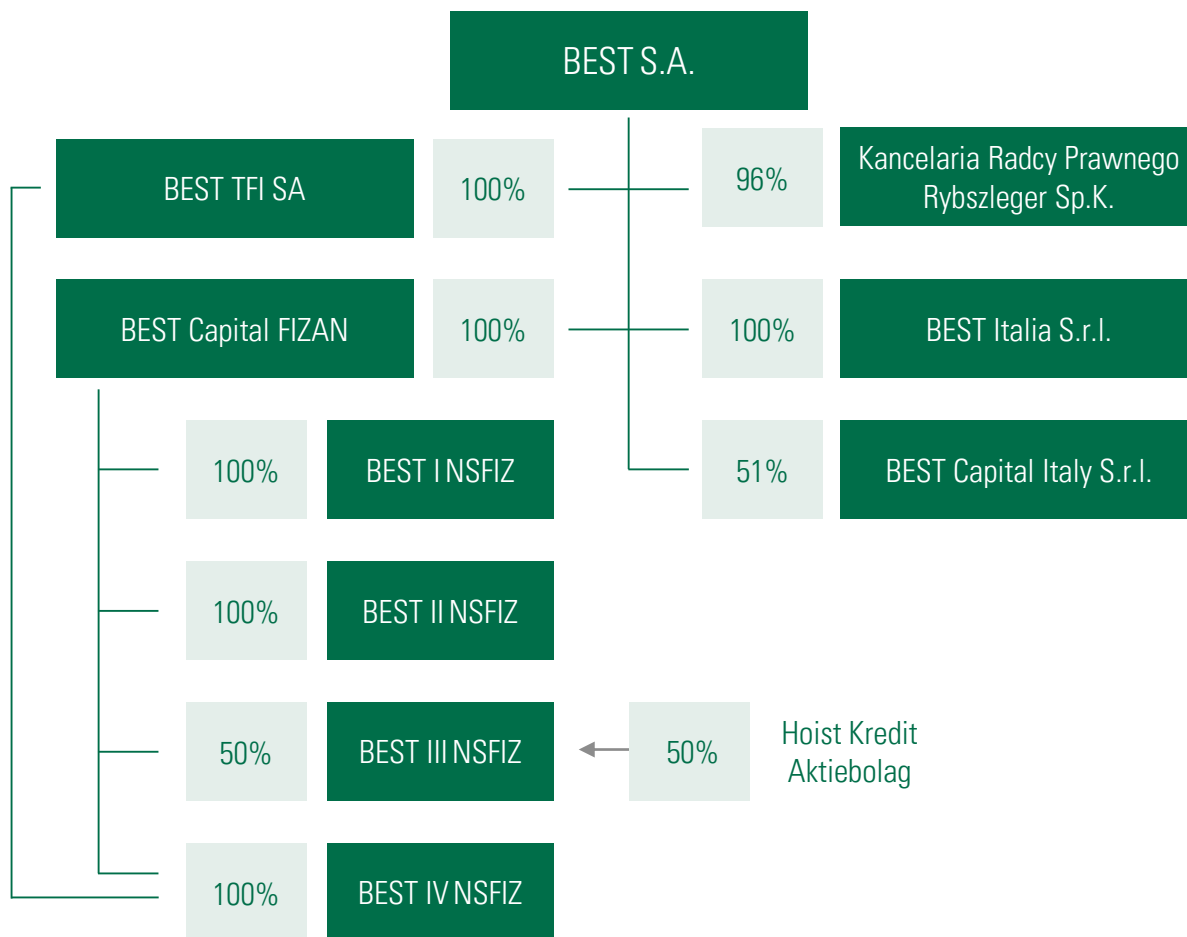 BEST S.A.
BEST TFI SA
100%
96%
Kancelaria Radcy Prawnego
Rybszleger Sp.K.
BEST Capital FIZAN
100%
100%
BEST Italia S.r.l.
100%
BEST I NSFIZ
51%
BEST Capital Italy S.r.l.
100%
BEST II NSFIZ
50%
BEST III NSFIZ
50%
Hoist Kredit
Aktiebolag
100%
BEST IV NSFIZ